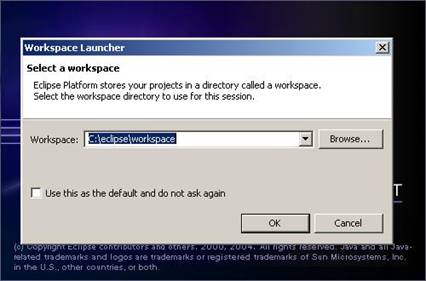 Workspace Launcher
Select a workspace
Eclipse Platform stores your projects in a directory called a workspace.
Select the workspace directory to use for this session.
Workspace: C:\eclipse\workspace Browse...
Use this as the default and do not ask again
T
OK Cancel
(c) Copyright Eclipse contributors and others. 2000, 2004. All rights reserved. Java and all Java-
related trademarks and logos are trademarks or registered trademarks of Sun Microsystems, Inc.
in the U.S., other countries, or both.